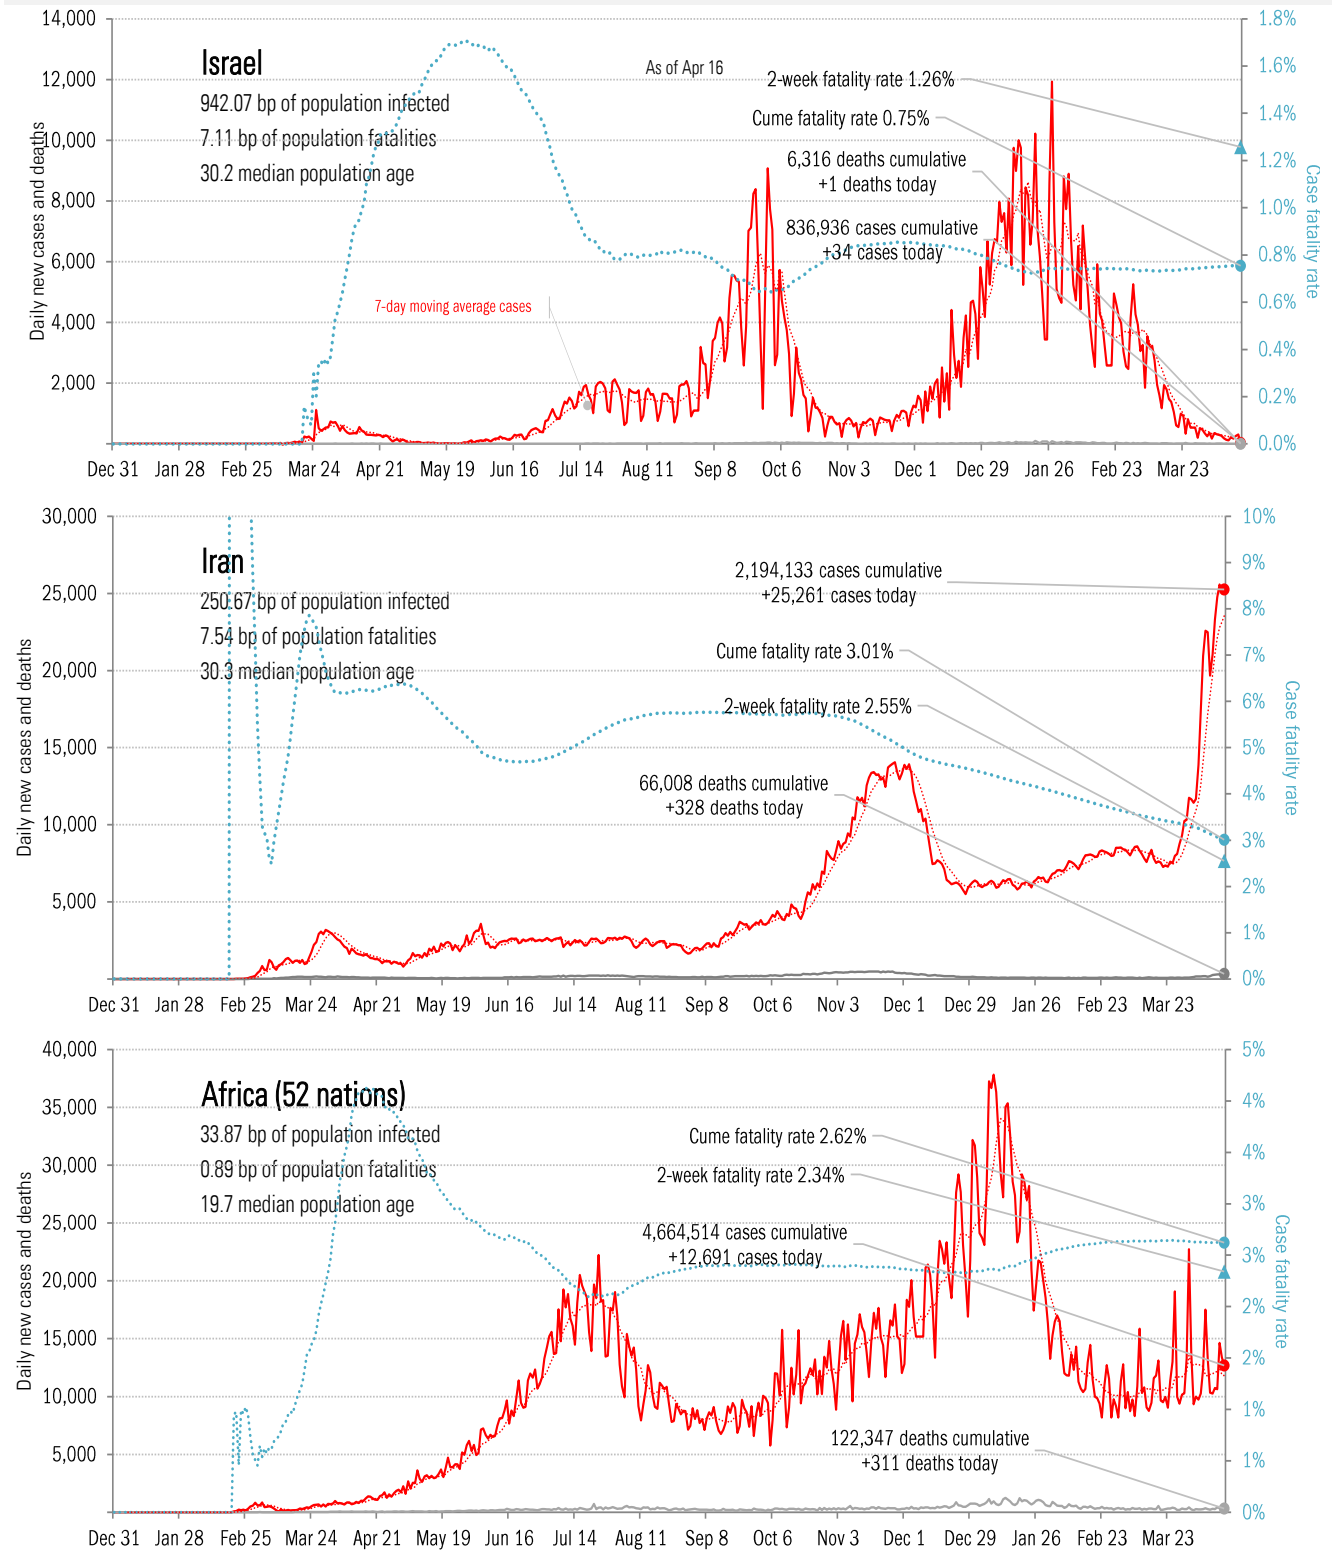 14,000
12,000
10,000
8,000
6,000
4,000
2,000
Daily new cases and deaths
Israel
942.07 bp of population infected
7.11 bp of population fatalities
30.2 median population age
As of Apr 16
2-week fatality rate 1.26%
Cume fatality rate 0.75%
6,316 deaths cumulative
+1 deaths today
836,936 cases cumulative
+34 cases today
7-day moving average cases
1.8%
1.6%
1.4%
1.2%
1.0%
0.8%
0.6%
0.4%
0.2%
0.0%
Case fatality rate
Dec 31 Jan 28 Feb 25 Mar 24 Apr 21 May 19 Jun 16 Jul 14 Aug 11 Sep 8 Oct 6 Nov 3 Dec 1 Dec 29 Jan 26 Feb 23 Mar 23
30,000
25,000
20,000
15,000
10,000
5,000
Daily new cases and deaths
Iran
250.67 bp of population infected
7.54 bp of population fatalities
30.3 median population age
2,194,133 cases cumulative
+25,261 cases today
Cume fatality rate 3.01%
2-week fatality rate 2.55%
66,008 deaths cumulative
+328 deaths today
10%
9%
8%
7%
6%
5%
4%
3%
2%
1%
0%
Case fatality rate
Dec 31 Jan 28 Feb 25 Mar 24 Apr 21 May 19 Jun 16 Jul 14 Aug 11 Sep 8 Oct 6 Nov 3 Dec 1 Dec 29 Jan 26 Feb 23 Mar 23
40,000
35,000
30,000
25,000
20,000
15,000
10,000
5,000
Daily new cases and deaths
Africa (52 nations)
33.87 bp of population infected
0.89 bp of population fatalities
19.7 median population age
Cume fatality rate 2.62%
2-week fatality rate 2.34%
4,664,514 cases cumulative
+12,691 cases today
122,347 deaths cumulative
+311 deaths today
5%
4%
4%
3%
3%
2%
2%
1%
1%
0%
Case fatality rate
Dec 31 Jan 28 Feb 25 Mar 24 Apr 21 May 19 Jun 16 Jul 14 Aug 11 Sep 8 Oct 6 Nov 3 Dec 1 Dec 29 Jan 26 Feb 23 Mar 23